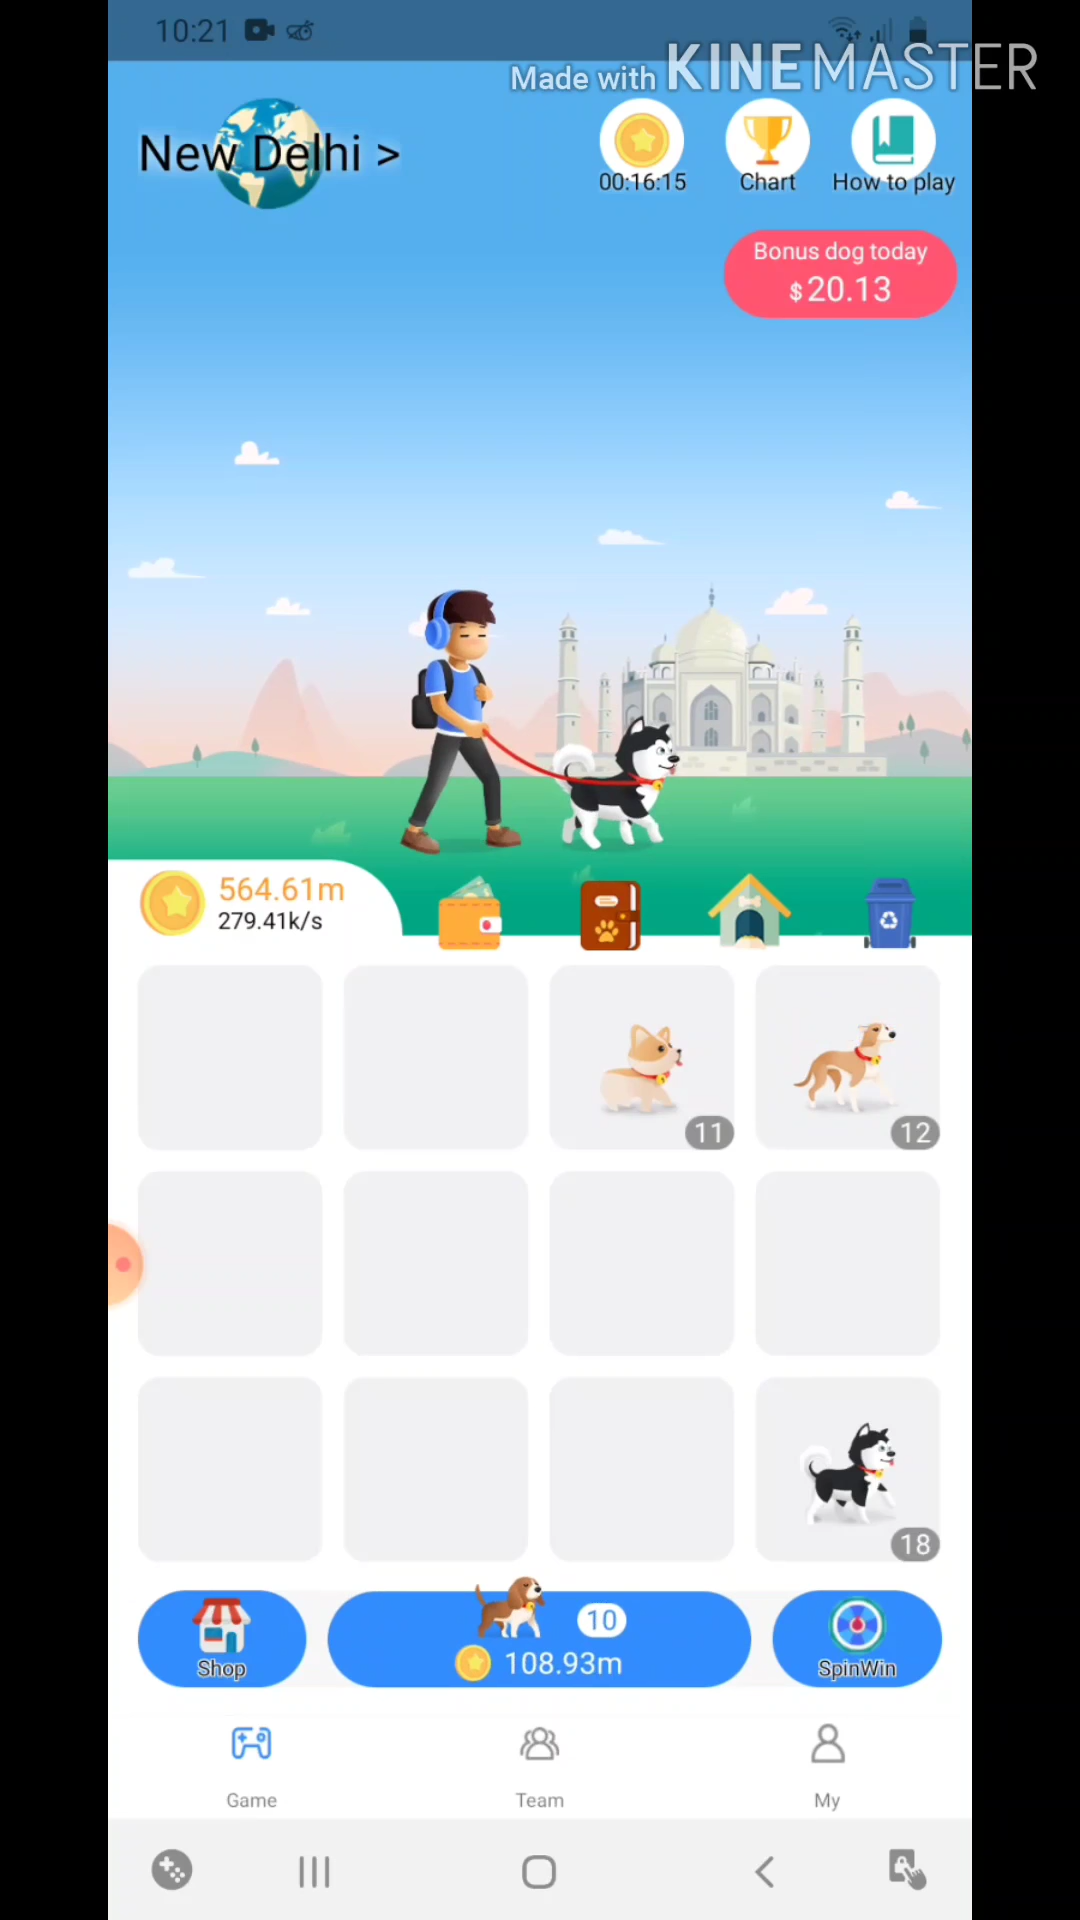 10:21
Made with KINEMASTER
New Delhi >
00:16:15
Chart
How to play
Bonus dog today
$20.13
564.61m
279.41k/s
11
12
18
10
108.93m
Shop
SpinWin
Game
Team
My